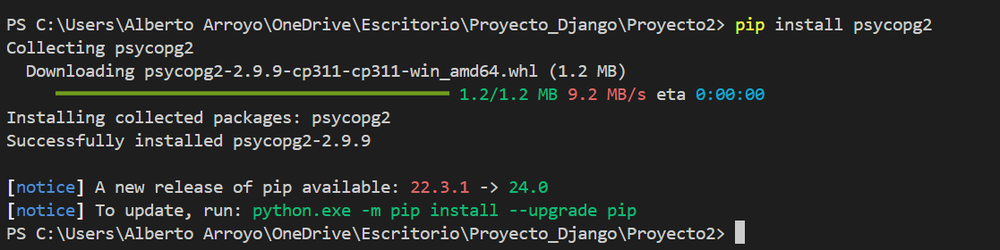 PS C:\Users\Alberto Arroyo\OneDrive\Escritorio\Proyecto_Django\Proyecto2> pip install psycopg2
Collecting psycopg2
  Downloading psycopg2-2.9.9-cp311-cp311-win_amd64.whl (1.2 MB)
     1.2/1.2 MB 9.2 MB/s eta 0:00:00
Installing collected packages: psycopg2
Successfully installed psycopg2-2.9.9
[notice] A new release of pip available: 22.3.1 -> 24.0
[notice] To update, run: python.exe -m pip install --upgrade pip
PS C:\Users\Alberto Arroyo\OneDrive\Escritorio\Proyecto_Django\Proyecto2>